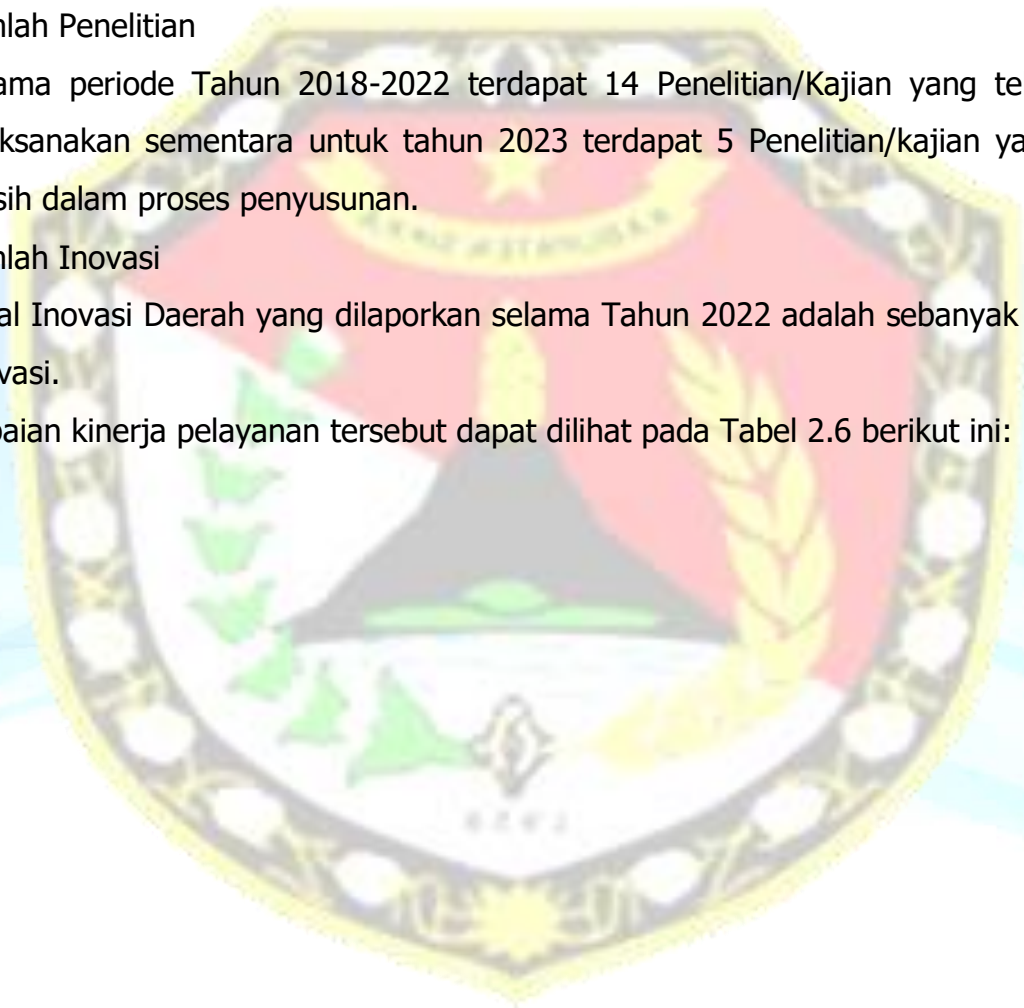 nlah Penelitian
ama periode Tahun 2018-2022 terdapat 14 Penelitian/Kajian yang te
ksanakan sementara untuk tahun 2023 terdapat 5 Penelitian/kajian ya
sih dalam proses penyusunan.
nlah Inovasi
al Inovasi Daerah yang dilaporkan selama Tahun 2022 adalah sebanyak
vasi.
paian kinerja pelayanan tersebut dapat dilihat pada Tabel 2.6 berikut ini: